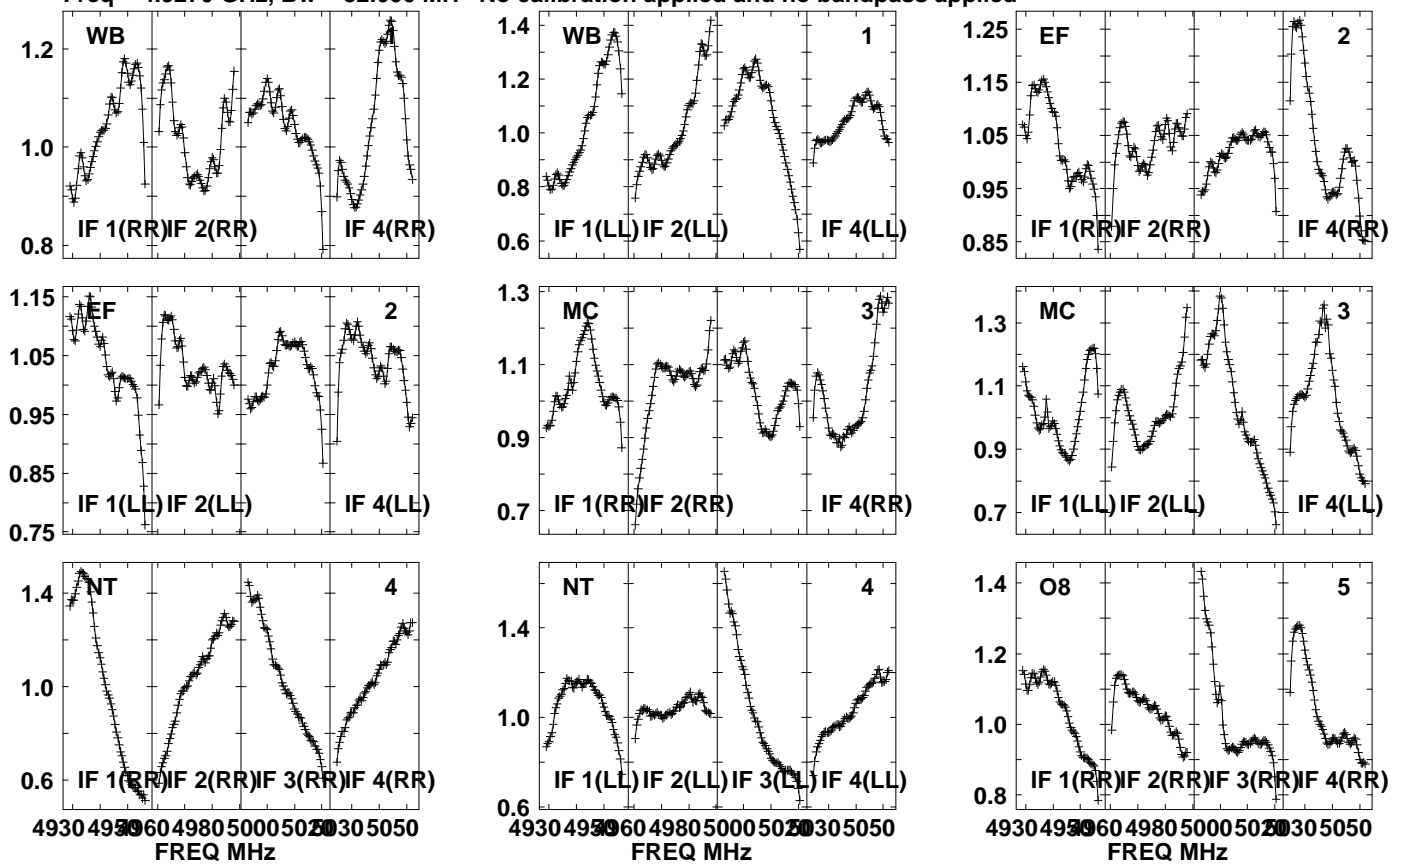 No calibration applied and no bandpass applied
WB 1 WB 1 EF 2
1.2 1.4 1.25
1.2 1.15
1.0 1.0 1.05
0.8 0.95
0.8 0.6 0.85
IF 1(RR) IF 2(RR) IF 4(RR) IF 1(LL) IF 2(LL) IF 4(LL) IF 1(RR) IF 2(RR) IF 4(RR)
EF 2 MC 3 MC 3
1.15 1.3 1.3
1.05 1.1 1.1
0.95 0.9 0.9
0.85
0.75 0.7 0.7
IF 1(LL) IF 2(LL) IF 4(LL) IF 1(RR) IF 2(RR) IF 4(RR) IF 1(LL) IF 2(LL) IF 4(LL)
NT 4 NT 4 O8 5
1.4 1.4 1.4
1.2
1.0 1.0 1.0
0.6 0.6 0.8
IF 1(RR) IF 2(RR) IF 3(RR) IF 4(RR) IF 1(LL) IF 2(LL) IF 3(LL) IF 4(LL) IF 1(RR) IF 2(RR) IF 3(RR) IF 4(RR)
4930 4960 4980 5000 5050 4930 4960 4980 5000 5050 4930 4960 4980 5000 5050
FREQ MHz FREQ MHz FREQ MHz